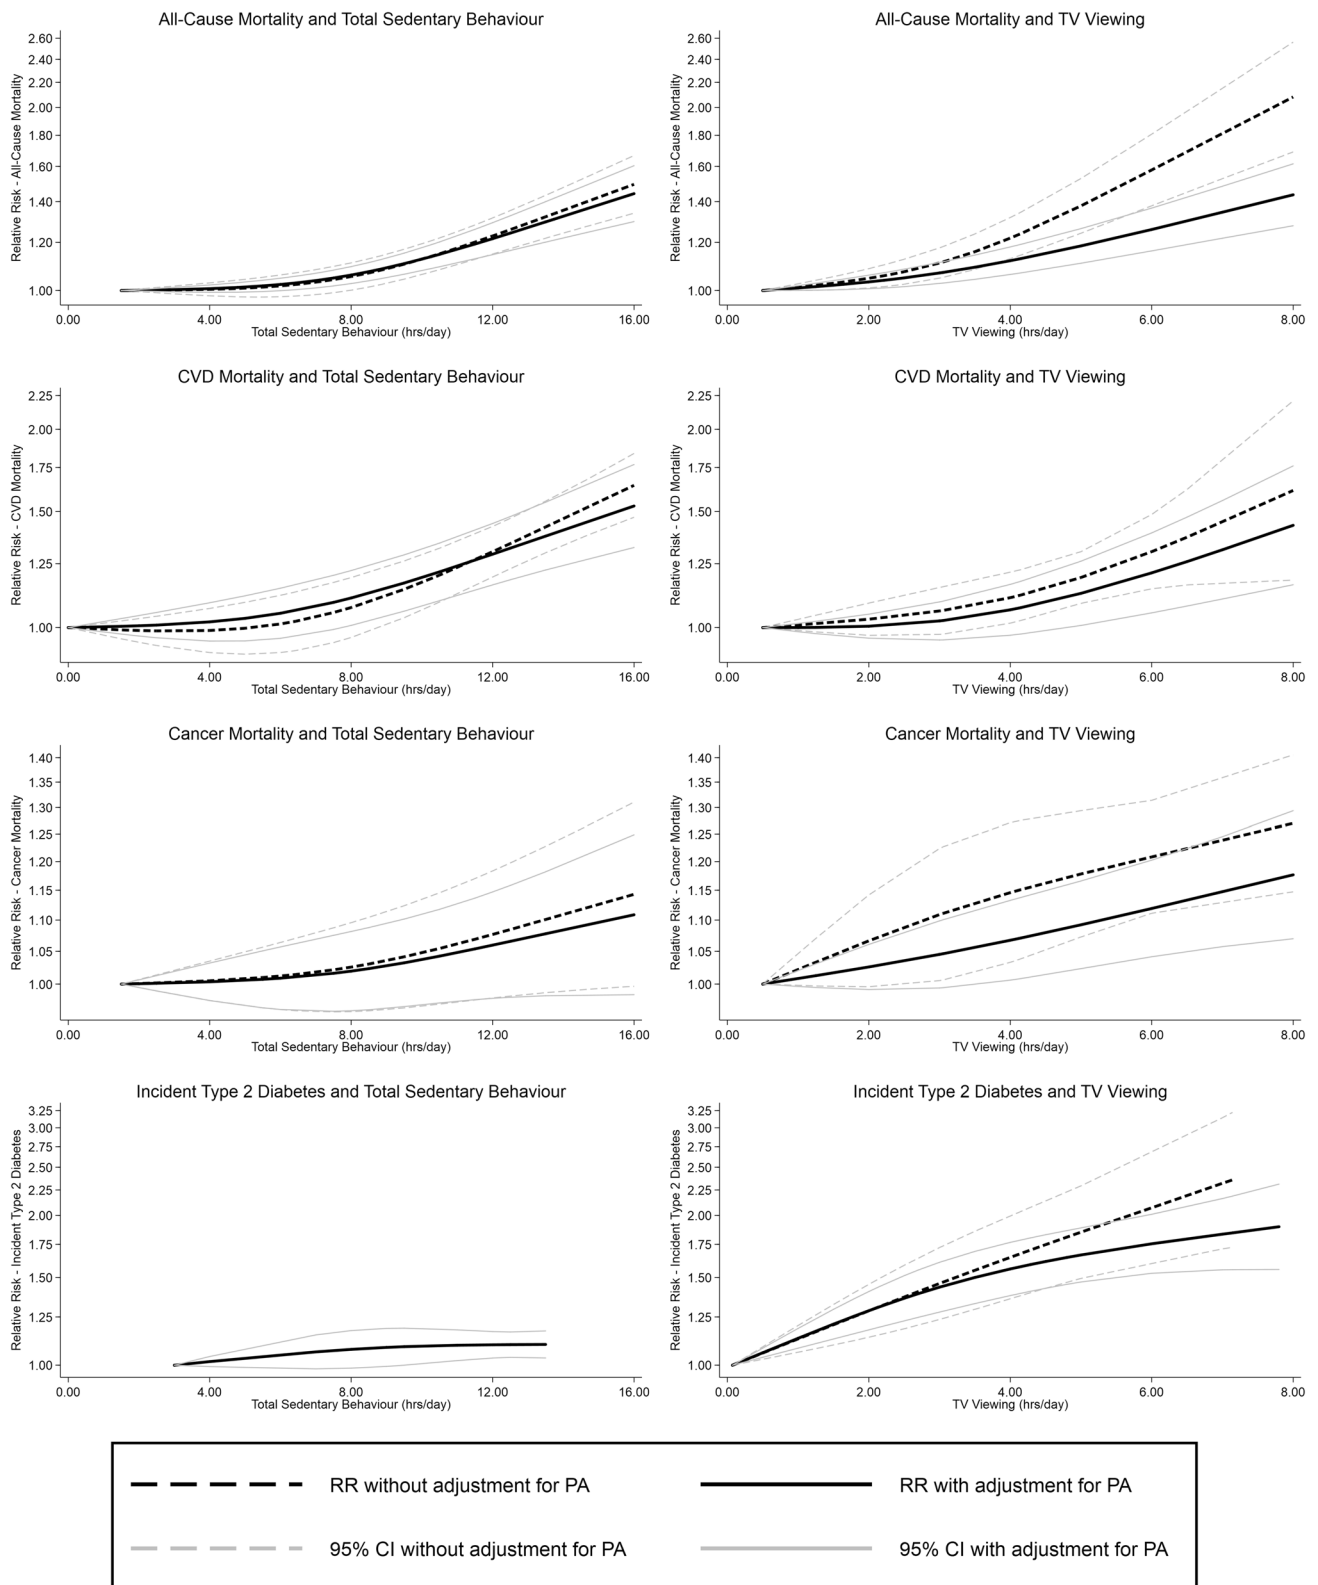 All-Cause Mortality and Total Sedentary Behaviour
Relative Risk - All-Cause Mortality
2.60
2.40
2.20
2.00
1.80
1.60
1.40
1.20
1.00
0.00 4.00 8.00 12.00 16.00
Total Sedentary Behaviour (hrs/day)
All-Cause Mortality and TV Viewing
Relative Risk - All-Cause Mortality
2.60
2.40
2.20
2.00
1.80
1.60
1.40
1.20
1.00
0.00 2.00 4.00 6.00 8.00
TV Viewing (hrs/day)
CVD Mortality and Total Sedentary Behaviour
Relative Risk - CVD Mortality
2.25
2.00
1.75
1.50
1.25
1.00
0.00 4.00 8.00 12.00 16.00
Total Sedentary Behaviour (hrs/day)
CVD Mortality and TV Viewing
Relative Risk - CVD Mortality
2.25
2.00
1.75
1.50
1.25
1.00
0.00 2.00 4.00 6.00 8.00
TV Viewing (hrs/day)
Cancer Mortality and Total Sedentary Behaviour
Relative Risk - Cancer Mortality
1.40
1.35
1.30
1.25
1.20
1.15
1.10
1.05
1.00
0.00 4.00 8.00 12.00 16.00
Total Sedentary Behaviour (hrs/day)
Cancer Mortality and TV Viewing
Relative Risk - Cancer Mortality
1.40
1.35
1.30
1.25
1.20
1.15
1.10
1.05
1.00
0.00 2.00 4.00 6.00 8.00
TV Viewing (hrs/day)
Incident Type 2 Diabetes and Total Sedentary Behaviour
Relative Risk - Incident Type 2 Diabetes
3.25
3.00
2.75
2.50
2.25
2.00
1.75
1.50
1.25
1.00
0.00 4.00 8.00 12.00 16.00
Total Sedentary Behaviour (hrs/day)
Incident Type 2 Diabetes and TV Viewing
Relative Risk - Incident Type 2 Diabetes
3.25
3.00
2.75
2.50
2.25
2.00
1.75
1.50
1.25
1.00
0.00 2.00 4.00 6.00 8.00
TV Viewing (hrs/day)
RR without adjustment for PA
RR with adjustment for PA
95% CI without adjustment for PA
95% CI with adjustment for PA